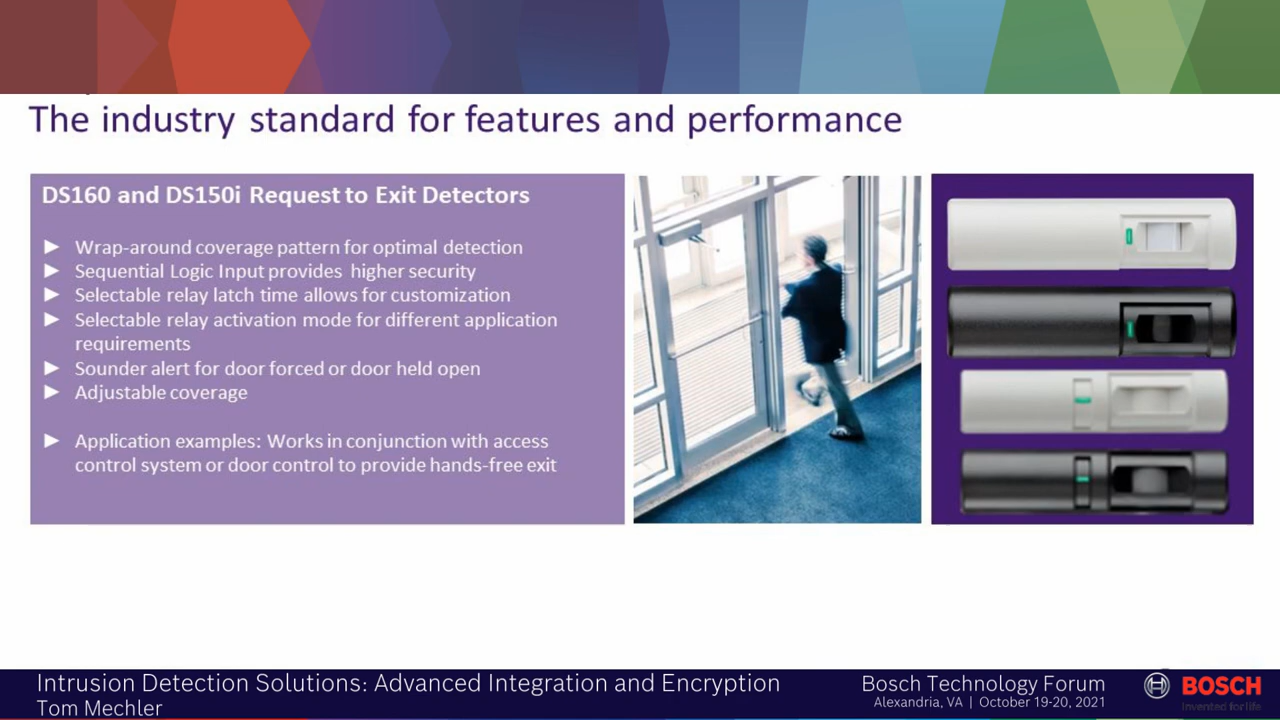 The industry standard for features and performance
DS160 and DS150i Request to Exit Detectors
► Wrap-around coverage pattern for optimal detection
► Sequential Logic Input provides higher security
► Selectable relay latch time allows for customization
► Selectable relay activation mode for different application
requirements
► Sounder alert for door forced or door held open
► Adjustable coverage
► Application examples: Works in conjunction with access
control system or door control to provide hands-free exit
Intrusion Detection Solutions: Advanced Integration and Encryption
Tom Mechler
Bosch Technology Forum
Alexandria, VA | October 19-20, 2021
BOSCH
Invented for life